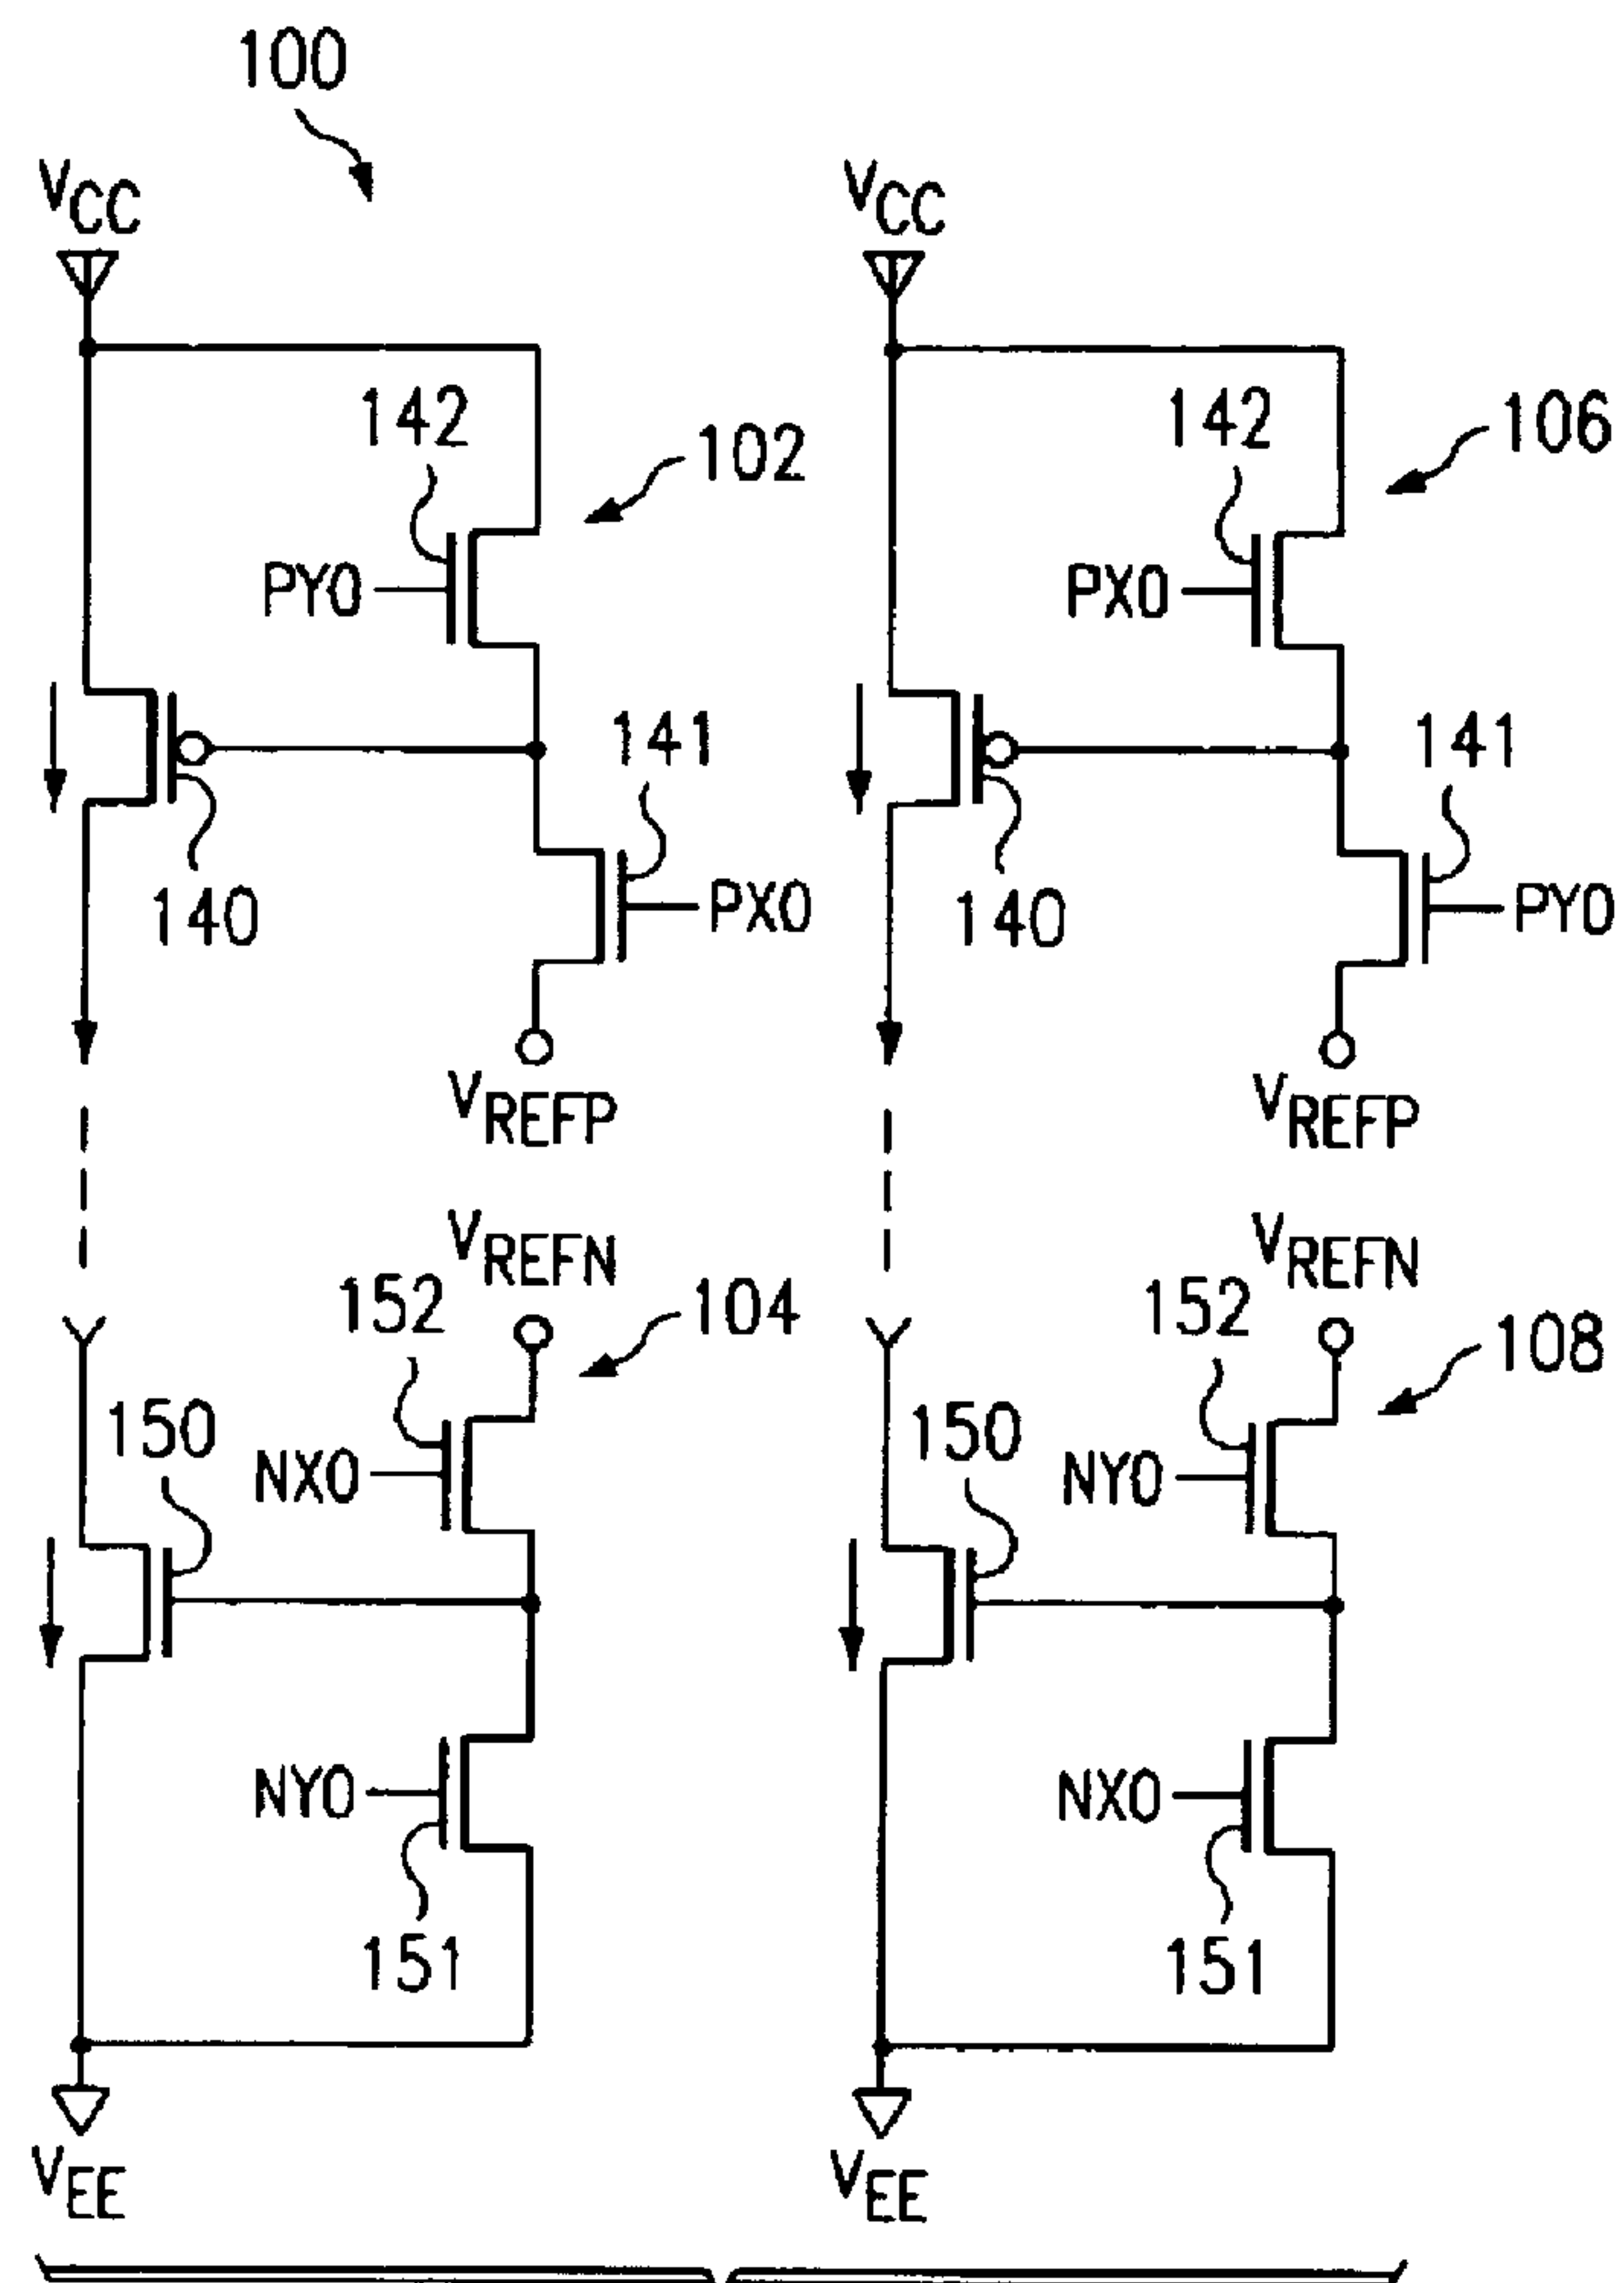 100
VCC
VCC
142
102
142
106
PY0
PX0
141
141
140
PX0
140
PY0
VREFP
VREFP
VREFN
VREFN
152
104
152
108
150
NX0
150
NY0
NY0
NX0
151
151
VEE
VEE